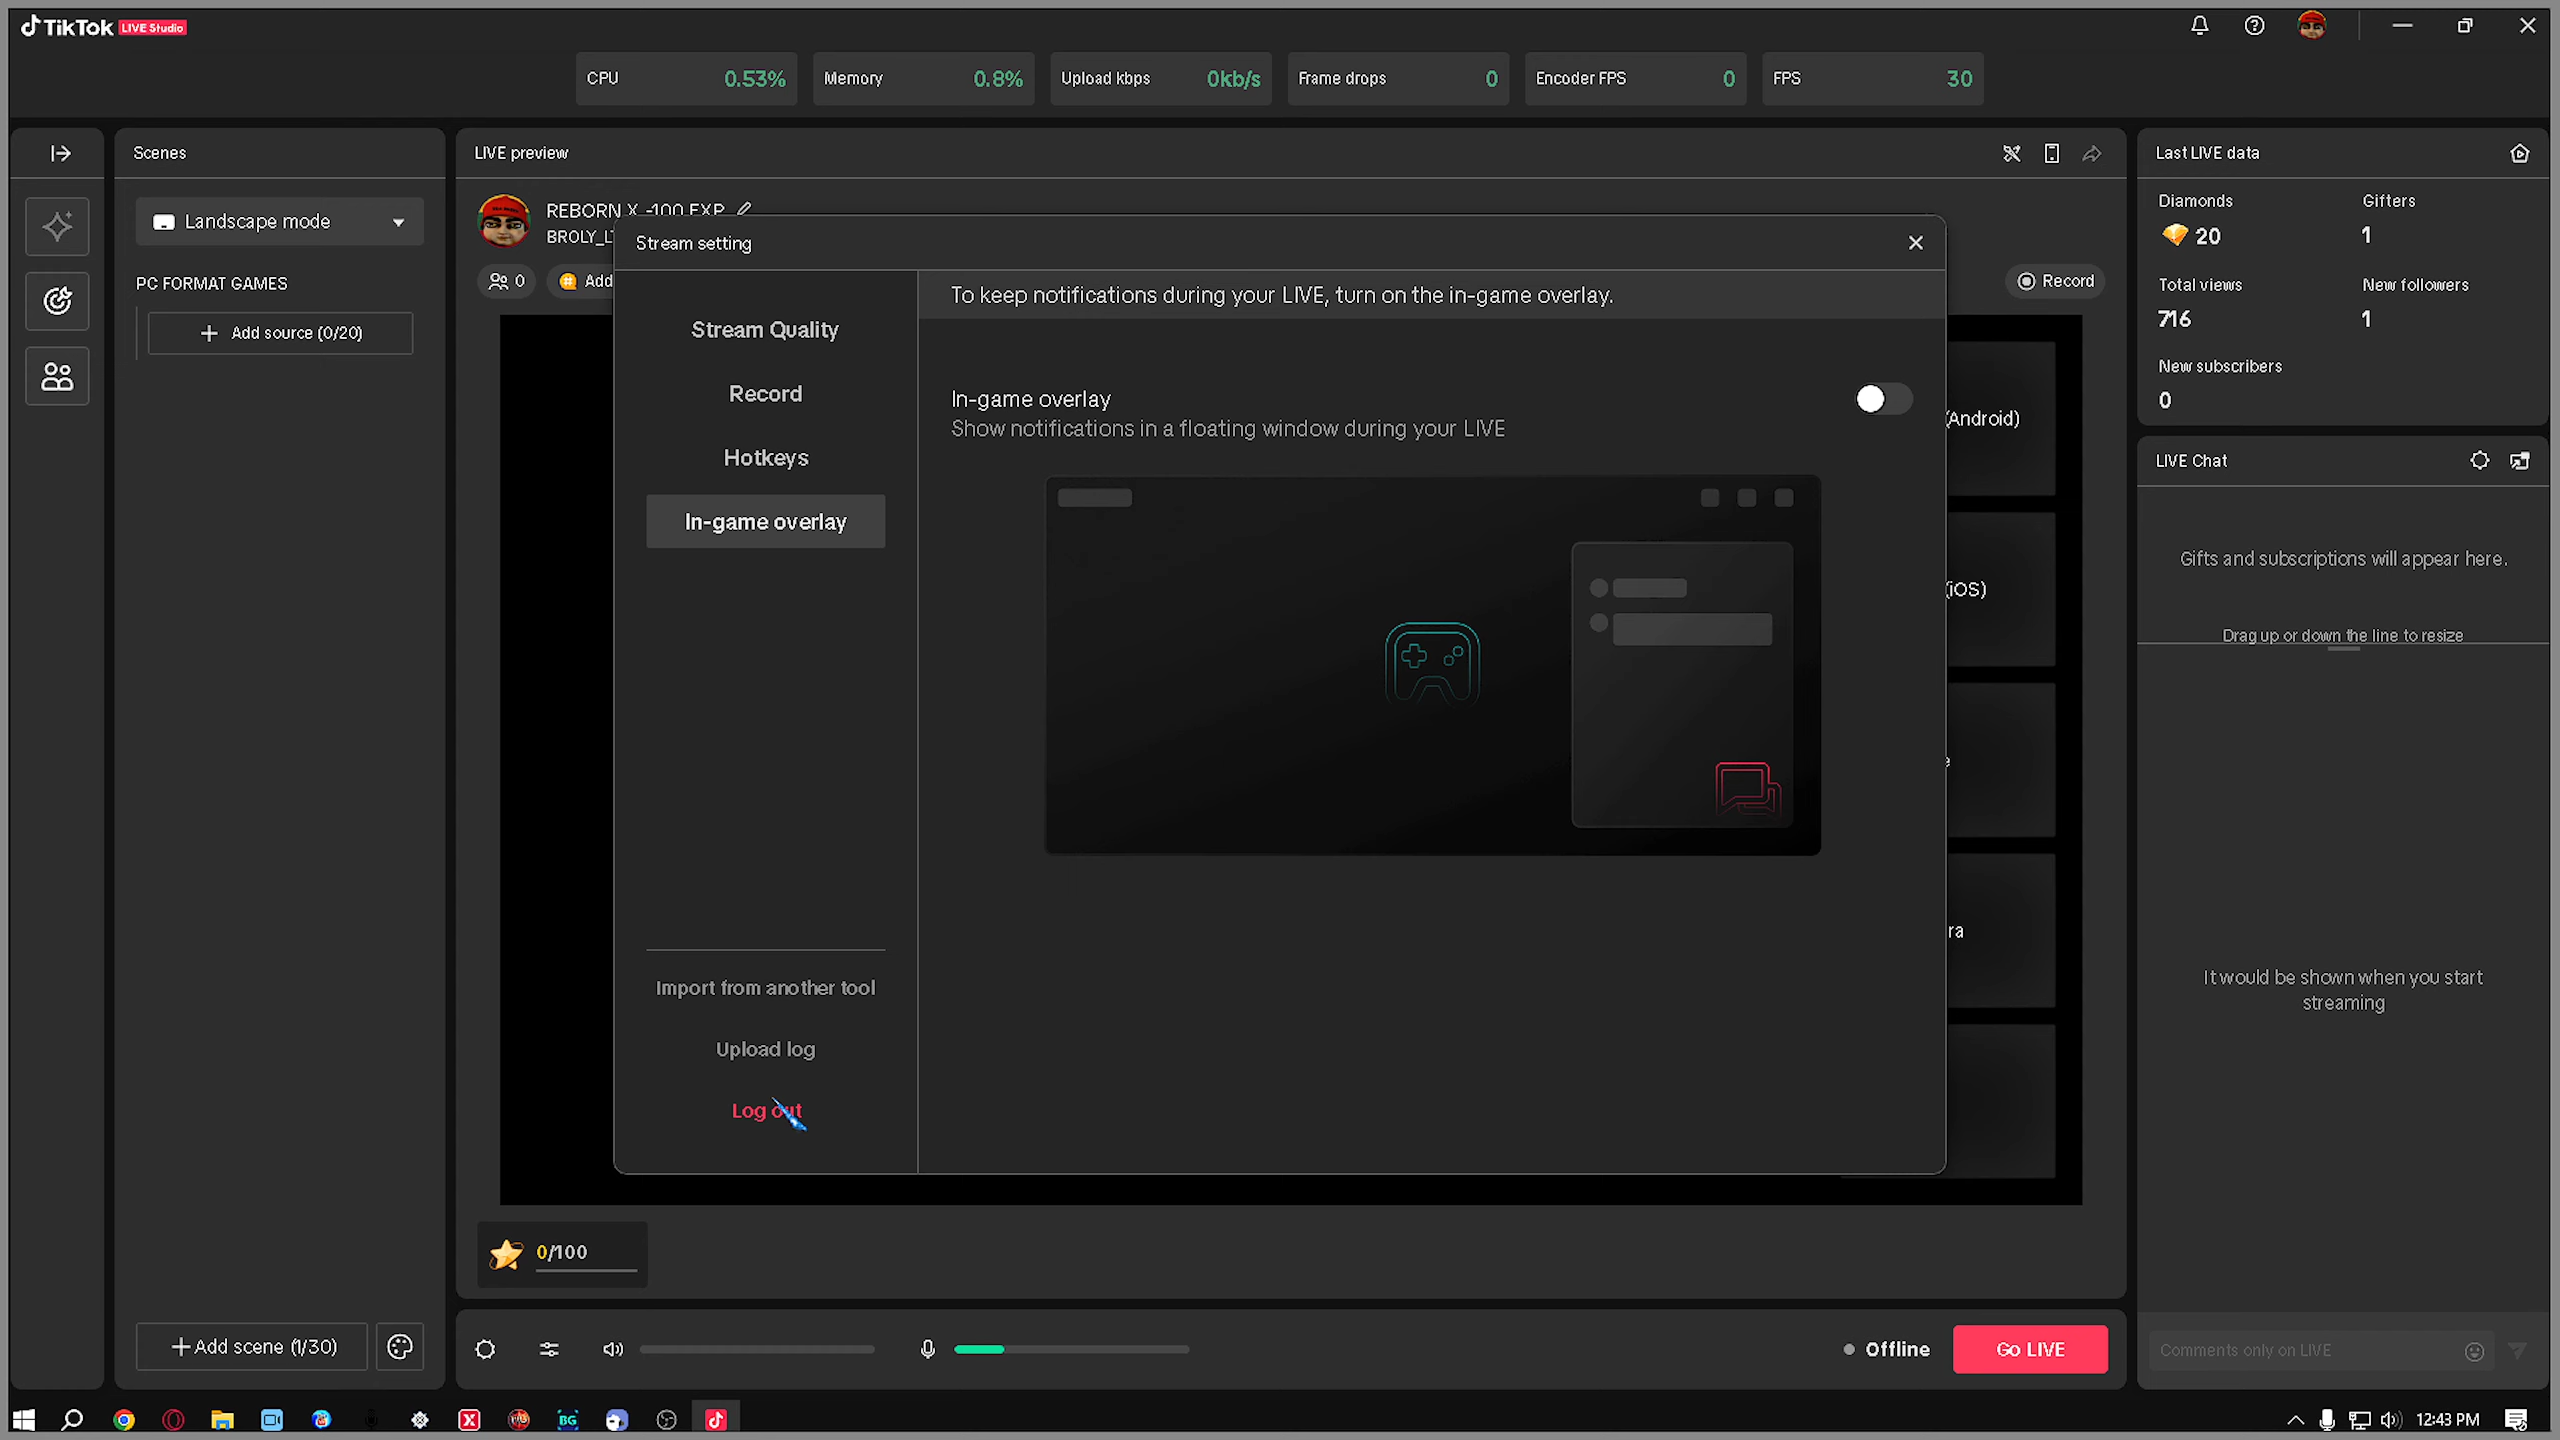 TikTok LIVE Studio
CPU 0.53%
Memory 0.8%
Upload kbps 0kb/s
Frame drops 0
Encoder FPS 0
FPS 30
Scenes
Landscape mode
PC FORMAT GAMES
Add source (0/20)
Add scene (1/30)
LIVE preview
REBORN X -100 EXP
BROLY_L
0
Add
Record
Stream setting
Stream Quality
Record
Hotkeys
In-game overlay
Import from another tool
Upload log
Log out
To keep notifications during your LIVE, turn on the in-game overlay.
In-game overlay
Show notifications in a floating window during your LIVE
(Android)
(iOS)
e
ra
0/100
Offline
Go LIVE
Last LIVE data
Diamonds Gifters
20 1
Total views New followers
716 1
New subscribers
0
LIVE Chat
Gifts and subscriptions will appear here.
Drag up or down the line to resize
It would be shown when you start
streaming
Comments only on LIVE
BG
12:43 PM